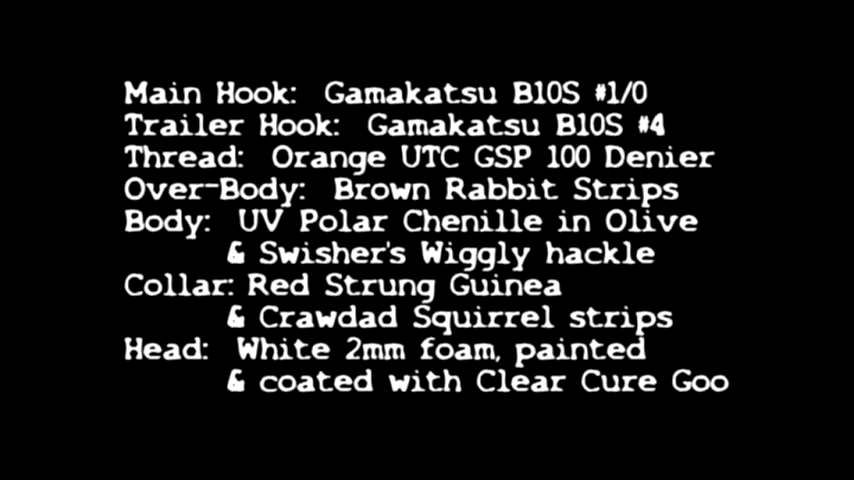 Main Hook: Gamakatsu B10S #1/0
Trailer Hook: Gamakatsu B10S #4
Thread: Orange UTC GSP 100 Denier
Over-Body: Brown Rabbit Strips
Body: UV Polar Chenille in Olive
& Swisher's Wiggly hackle
Collar: Red Strung Guinea
& Crawdad Squirrel strips
Head: White 2mm foam, painted
& coated with Clear Cure Goo